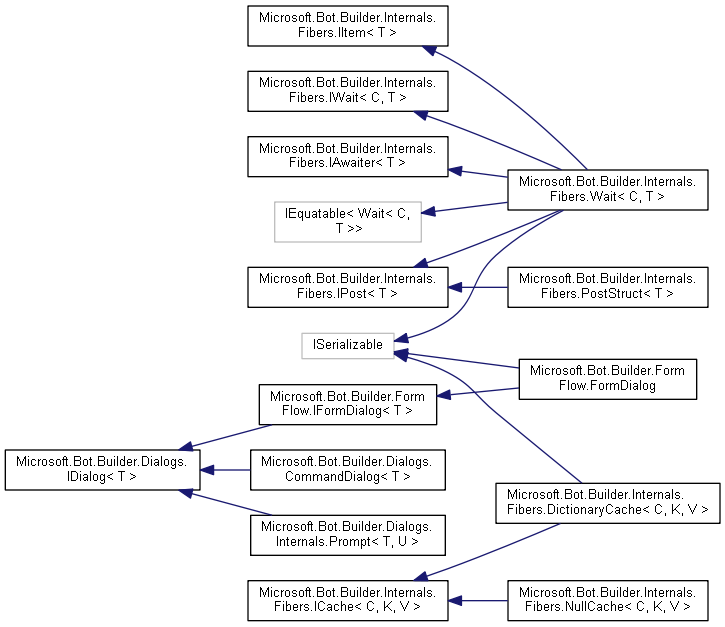 Microsoft.Bot.Builder.Internals.
Fibers.IItem< T >
Microsoft.Bot.Builder.Internals.
Fibers.IWait< C, T >
Microsoft.Bot.Builder.Internals.
Fibers.IAwaiter< T >
Microsoft.Bot.Builder.Internals.
Fibers.Wait< C, T >
IEquatable< Wait< C,
T >>
Microsoft.Bot.Builder.Internals.
Fibers.IPost< T >
Microsoft.Bot.Builder.Internals.
Fibers.PostStruct< T >
ISerializable
Microsoft.Bot.Builder.Form
Flow.FormDialog
Microsoft.Bot.Builder.Form
Flow.IFormDialog< T >
Microsoft.Bot.Builder.Dialogs.
IDialog< T >
Microsoft.Bot.Builder.Dialogs.
CommandDialog< T >
Microsoft.Bot.Builder.Internals.
Fibers.DictionaryCache< C, K, V >
Microsoft.Bot.Builder.Dialogs.
Internals.Prompt< T, U >
Microsoft.Bot.Builder.Internals.
Fibers.ICache< C, K, V >
Microsoft.Bot.Builder.Internals.
Fibers.NullCache< C, K, V >